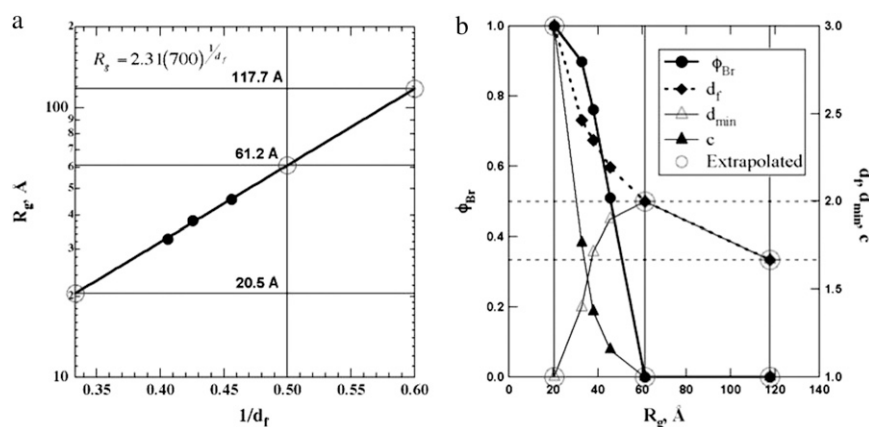 a
2
R_g = 2.31(700)^{1/d_f}
117.7 Å
100
9
8
7
6
61.2 Å
5
4
3
2
20.5 Å
10
R_g, Å
0.35 0.40 0.45 0.50 0.55 0.60
1/d_f
b
1.0
0.8
0.6
0.4
0.2
0.0
ϕ_Br
3.0
2.5
2.0
1.5
1.0
d_f, d_min, c
ϕ_Br
d_f
d_min
c
Extrapolated
0 20 40 60 80 100 120 140
R_g, Å